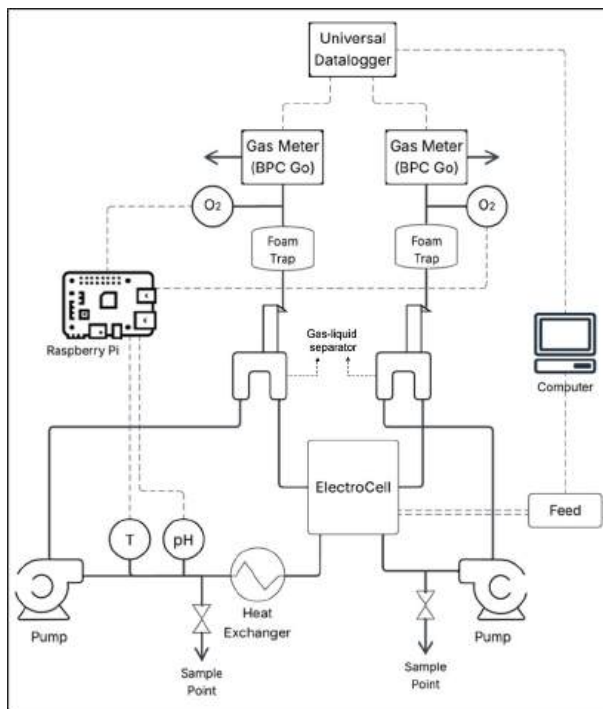 Universal
Datalogger
Gas Meter
(BPC Go)
Gas Meter
(BPC Go)
O2
O2
Foam
Trap
Foam
Trap
Raspberry Pi
Gas-liquid
separator
Computer
ElectroCell
Feed
T
pH
Pump
Heat
Exchanger
Pump
Sample
Point
Sample
Point